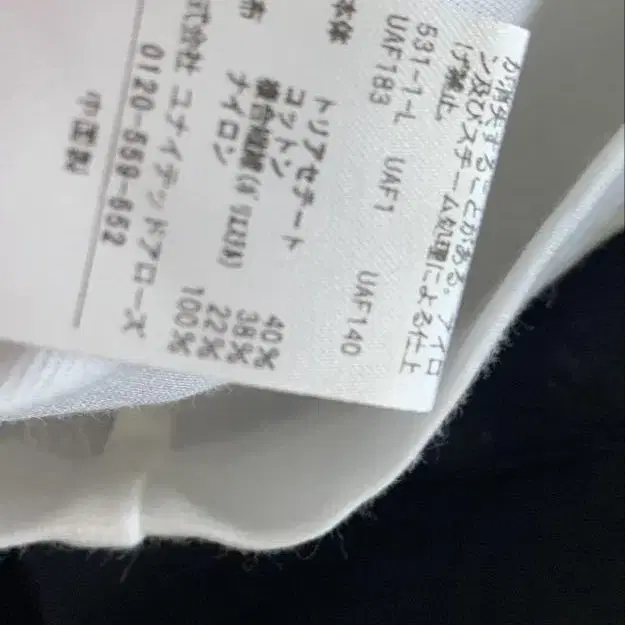 が消失することがある。アイロ
ン及びスチーム処理による仕上
げ禁止
531-1-L
UAF183 UAF1 UAF140
本体
トリアセテート 40%
コットン 38%
複合繊維(ポリエステル) 22%
布
ナイロン 100%
式会社 ユナイテッドアローズ
0120-559-652
中国製